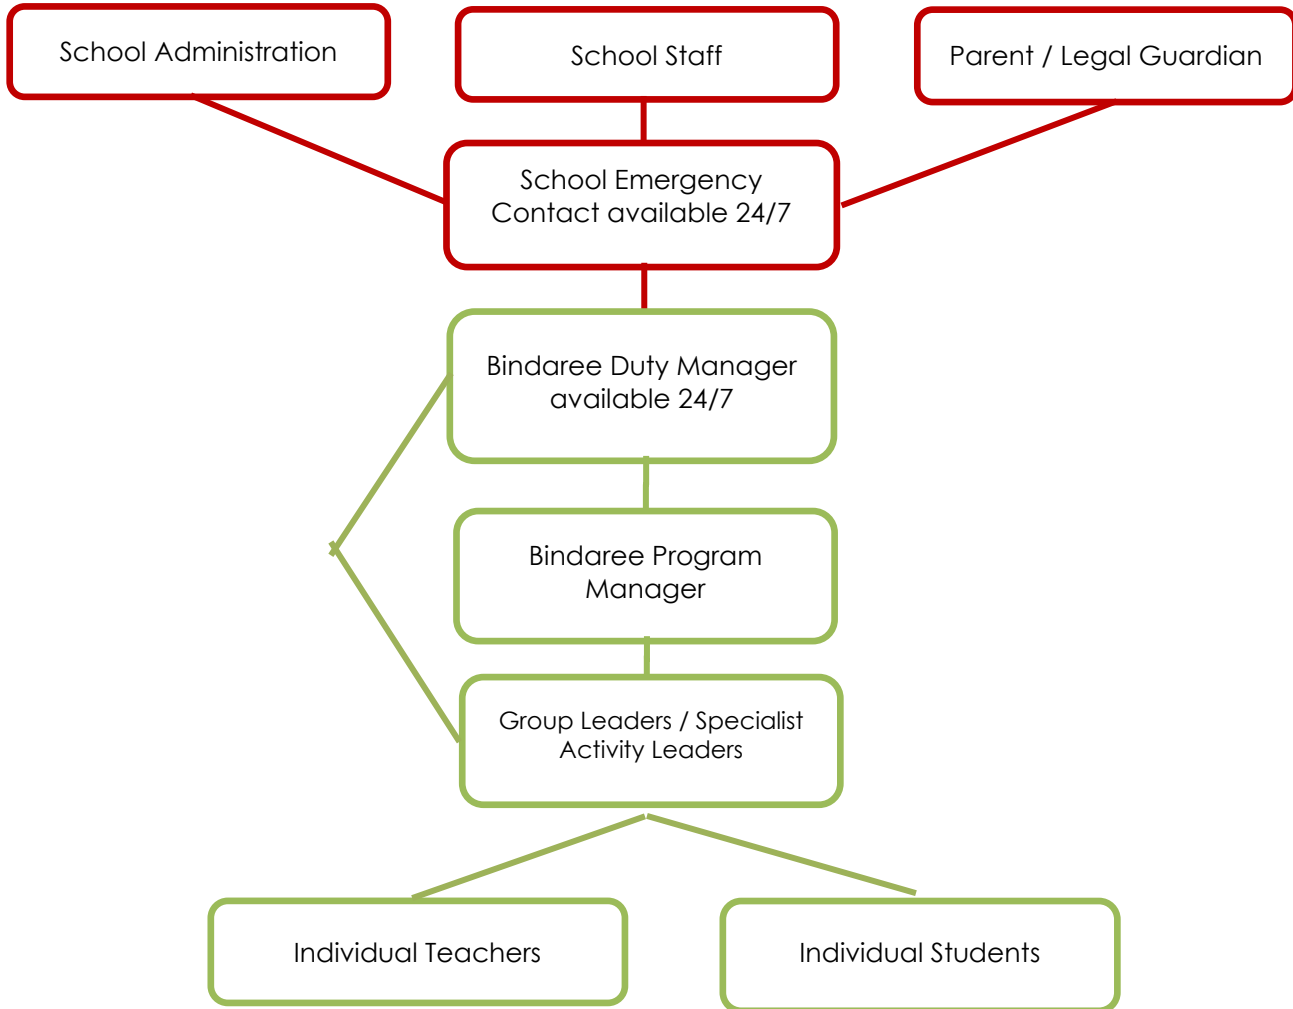 School Administration
School Staff
Parent / Legal Guardian
School Emergency
Contact available 24/7
Bindaree Duty Manager
available 24/7
Bindaree Program
Manager
Group Leaders / Specialist
Activity Leaders
Individual Teachers
Individual Students